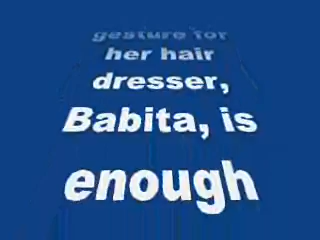 gesture for
her hair
dresser,
Babita, is
enough